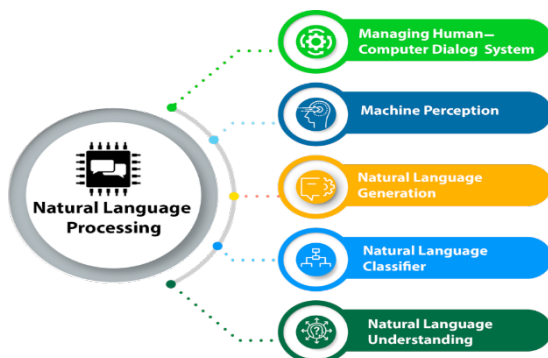 Natural Language
Processing
Managing Human—
Computer Dialog System
Machine Perception
Natural Language
Generation
Natural Language
Classifier
Natural Language
Understanding